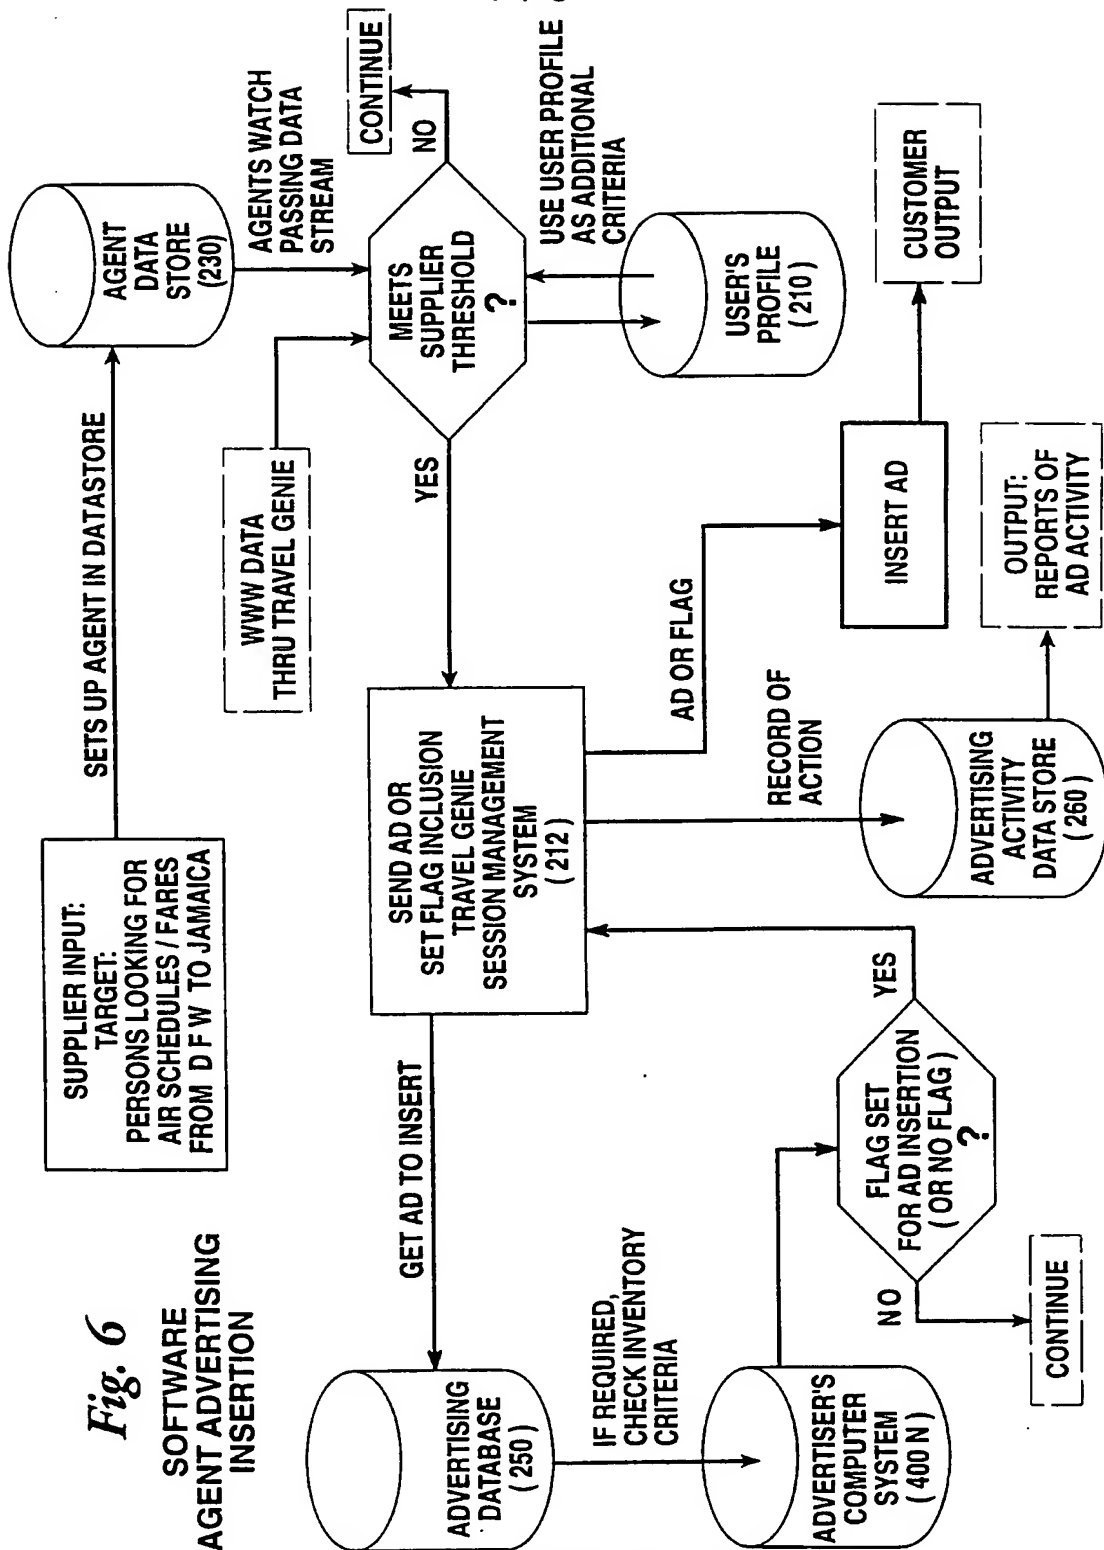 Fig. 6
SOFTWARE
AGENT ADVERTISING
INSERTION
SUPPLIER INPUT:
TARGET:
PERSONS LOOKING FOR
AIR SCHEDULES / FARES
FROM D F W TO JAMAICA
SETS UP AGENT IN DATASTORE
AGENT
DATA
STORE
(230)
WWW DATA
THRU TRAVEL GENIE
AGENTS WATCH
PASSING DATA
STREAM
MEETS
SUPPLIER
THRESHOLD
?
NO
CONTINUE
YES
USE USER PROFILE
AS ADDITIONAL
CRITERIA
USER'S
PROFILE
( 210 )
SEND AD OR
SET FLAG INCLUSION
TRAVEL GENIE
SESSION MANAGEMENT
SYSTEM
( 212 )
GET AD TO INSERT
ADVERTISING
DATABASE
( 250 )
IF REQUIRED,
CHECK INVENTORY
CRITERIA
ADVERTISER'S
COMPUTER
SYSTEM
( 400 N )
FLAG SET
FOR AD INSERTION
( OR NO FLAG )
?
NO
CONTINUE
YES
RECORD OF
ACTION
ADVERTISING
ACTIVITY
DATA STORE
( 260 )
OUTPUT:
REPORTS OF
AD ACTIVITY
AD OR FLAG
INSERT AD
CUSTOMER
OUTPUT